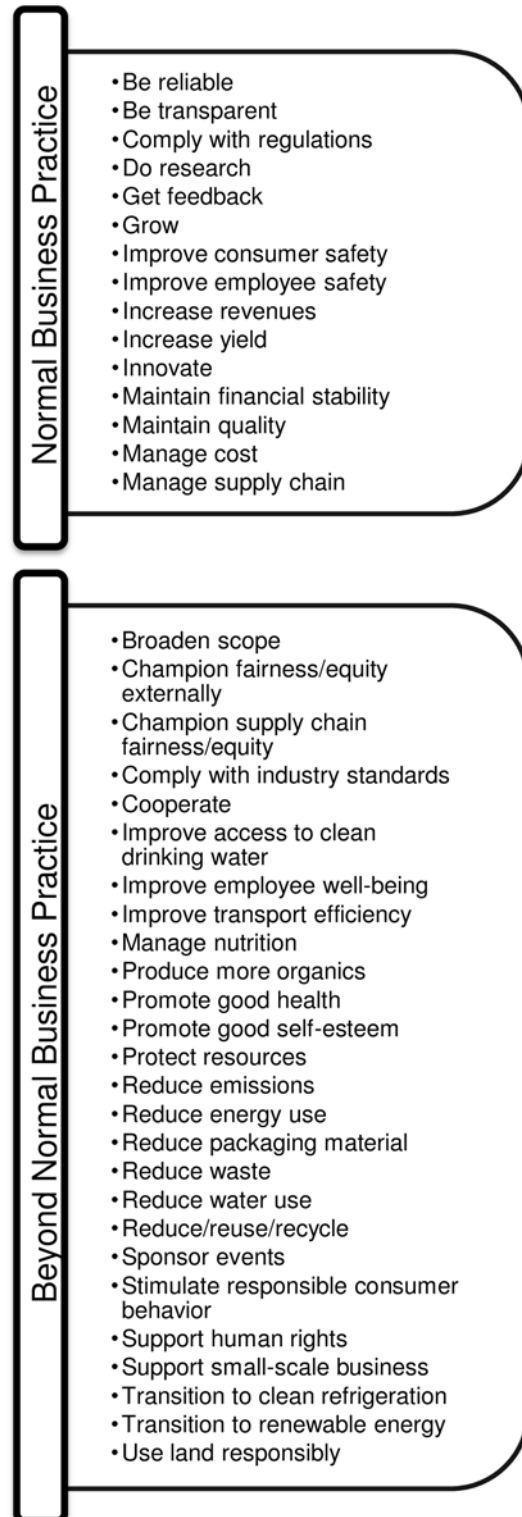 Normal Business Practice
•Be reliable
•Be transparent
•Comply with regulations
•Do research
•Get feedback
•Grow
•Improve consumer safety
•Improve employee safety
•Increase revenues
•Increase yield
•Innovate
•Maintain financial stability
•Maintain quality
•Manage cost
•Manage supply chain
Beyond Normal Business Practice
•Broaden scope
•Champion fairness/equity
externally
•Champion supply chain
fairness/equity
•Comply with industry standards
•Cooperate
•Improve access to clean
drinking water
•Improve employee well-being
•Improve transport efficiency
•Manage nutrition
•Produce more organics
•Promote good health
•Promote good self-esteem
•Protect resources
•Reduce emissions
•Reduce energy use
•Reduce packaging material
•Reduce waste
•Reduce water use
•Reduce/reuse/recycle
•Sponsor events
•Stimulate responsible consumer
behavior
•Support human rights
•Support small-scale business
•Transition to clean refrigeration
•Transition to renewable energy
•Use land responsibly